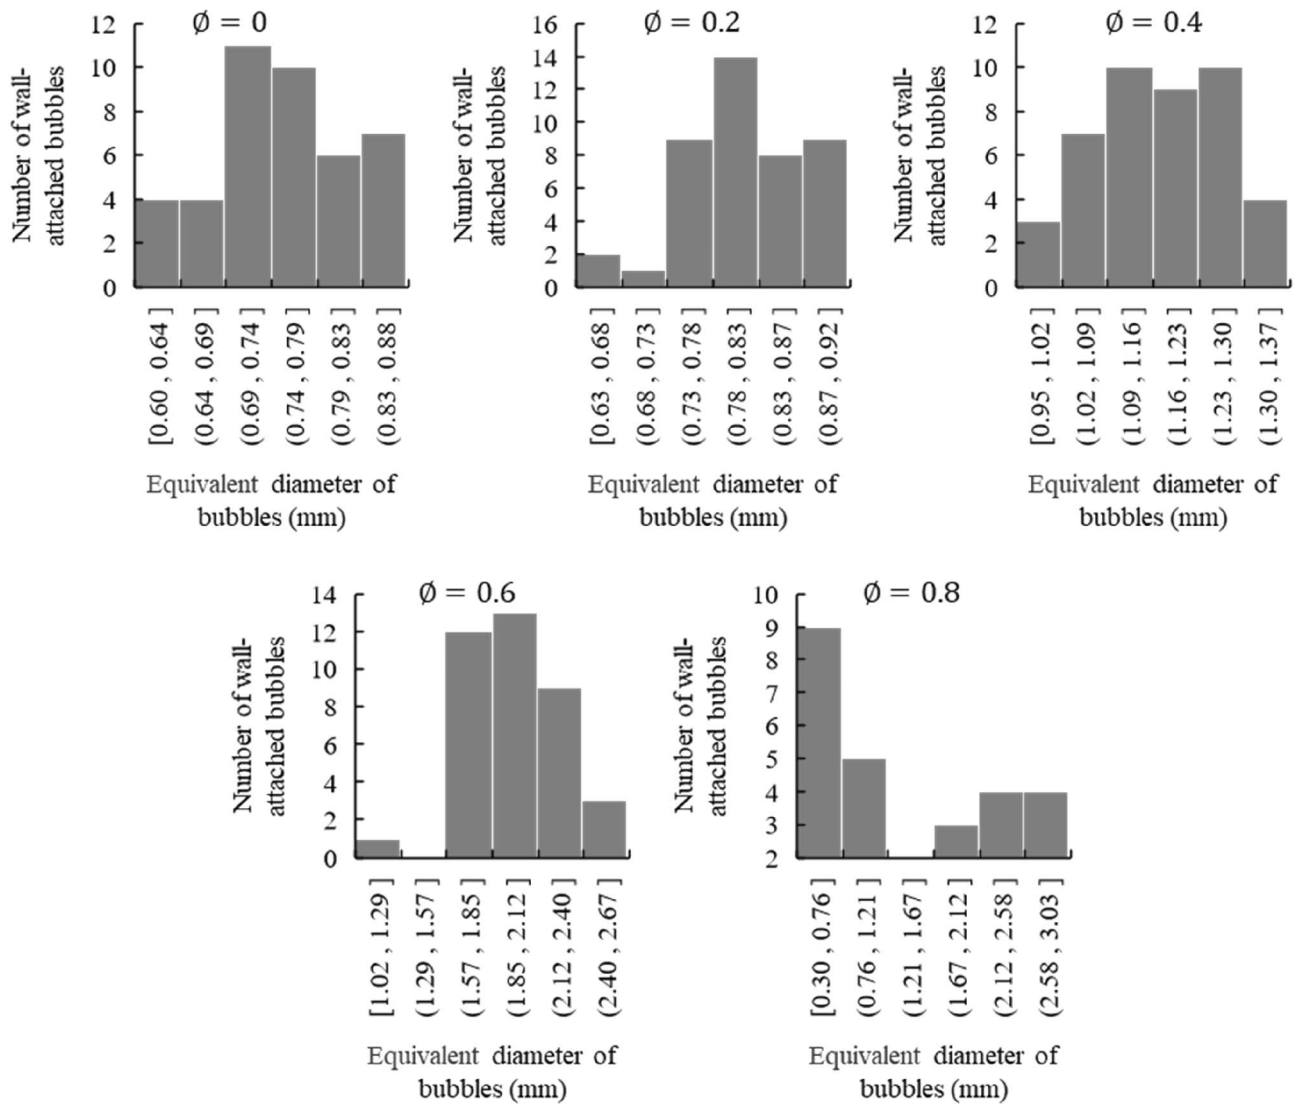 ∅ = 0
Number of wall-
attached bubbles
12
10
8
6
4
2
0
[0.60 , 0.64 ]
(0.64 , 0.69 ]
(0.69 , 0.74 ]
(0.74 , 0.79 ]
(0.79 , 0.83 ]
(0.83 , 0.88 ]
Equivalent diameter of
bubbles (mm)
∅ = 0.2
Number of wall-
attached bubbles
16
14
12
10
8
6
4
2
0
[0.63 , 0.68 ]
(0.68 , 0.73 ]
(0.73 , 0.78 ]
(0.78 , 0.83 ]
(0.83 , 0.87 ]
(0.87 , 0.92 ]
Equivalent diameter of
bubbles (mm)
∅ = 0.4
Number of wall-
attached bubbles
12
10
8
6
4
2
0
[0.95 , 1.02 ]
(1.02 , 1.09 ]
(1.09 , 1.16 ]
(1.16 , 1.23 ]
(1.23 , 1.30 ]
(1.30 , 1.37 ]
Equivalent diameter of
bubbles (mm)
∅ = 0.6
Number of wall-
attached bubbles
14
12
10
8
6
4
2
0
[1.02 , 1.29 ]
(1.29 , 1.57 ]
(1.57 , 1.85 ]
(1.85 , 2.12 ]
(2.12 , 2.40 ]
(2.40 , 2.67 ]
Equivalent diameter of
bubbles (mm)
∅ = 0.8
Number of wall-
attached bubbles
10
9
8
7
6
5
4
3
2
[0.30 , 0.76 ]
(0.76 , 1.21 ]
(1.21 , 1.67 ]
(1.67 , 2.12 ]
(2.12 , 2.58 ]
(2.58 , 3.03 ]
Equivalent diameter of
bubbles (mm)